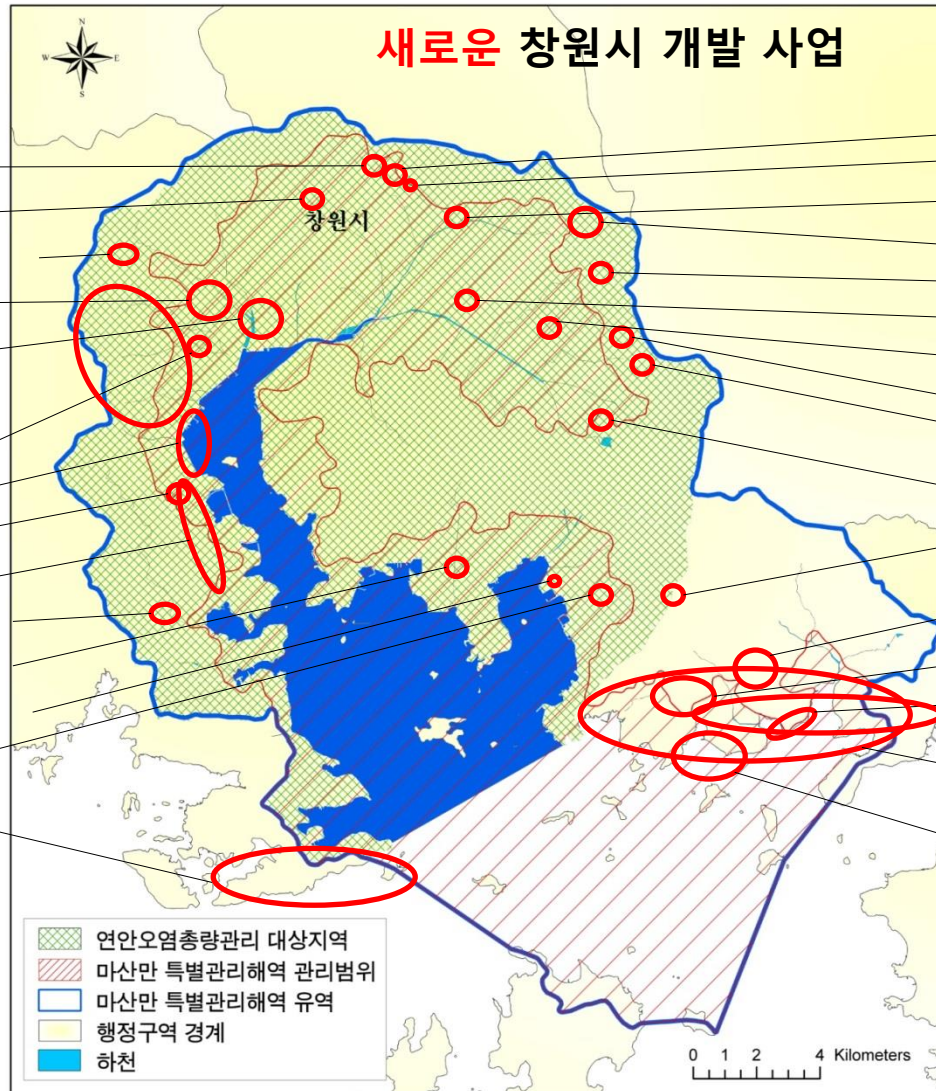 새로운 창원시 개발 사업
N
W E
S
창원시
연안오염총량관리 대상지역
마산만 특별관리해역 관리범위
마산만 특별관리해역 유역
행정구역 경계
하천
0 1 2 4 Kilometers